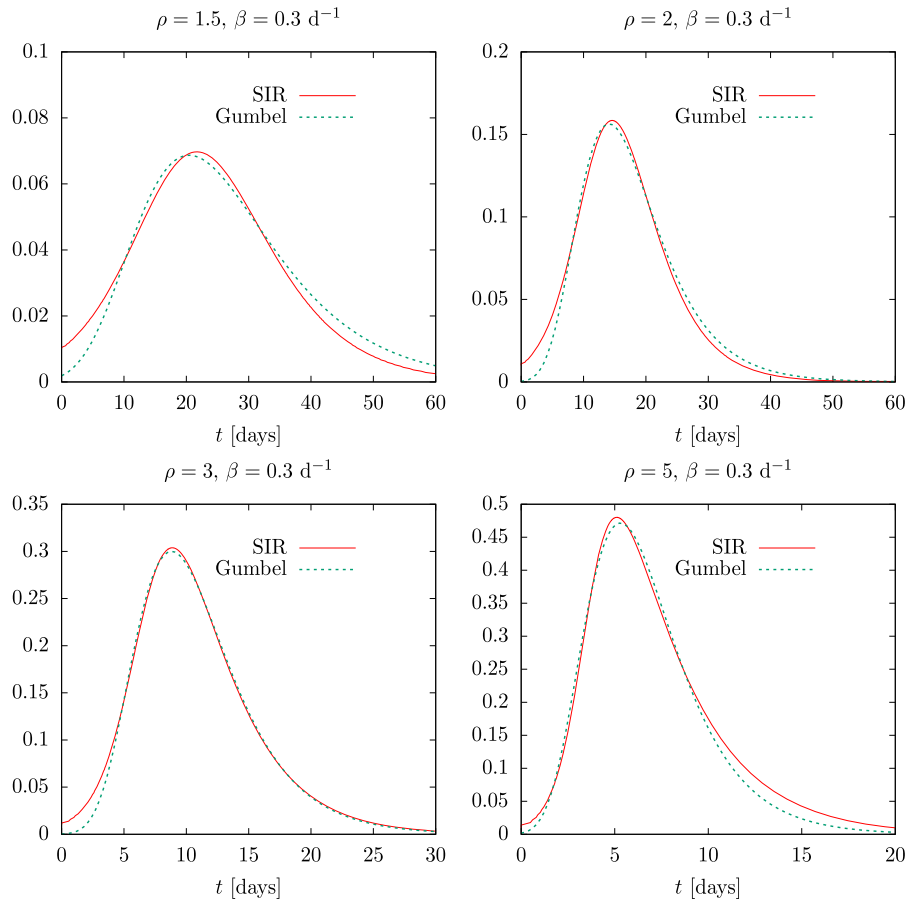 ρ = 1.5, β = 0.3 d⁻¹
0.1
0.08
0.06
0.04
0.02
0
SIR
Gumbel
0 10 20 30 40 50 60
t [days]
ρ = 2, β = 0.3 d⁻¹
0.2
0.15
0.1
0.05
0
SIR
Gumbel
0 10 20 30 40 50 60
t [days]
ρ = 3, β = 0.3 d⁻¹
0.35
0.3
0.25
0.2
0.15
0.1
0.05
0
SIR
Gumbel
0 5 10 15 20 25 30
t [days]
ρ = 5, β = 0.3 d⁻¹
0.5
0.45
0.4
0.35
0.3
0.25
0.2
0.15
0.1
0.05
0
SIR
Gumbel
0 5 10 15 20
t [days]